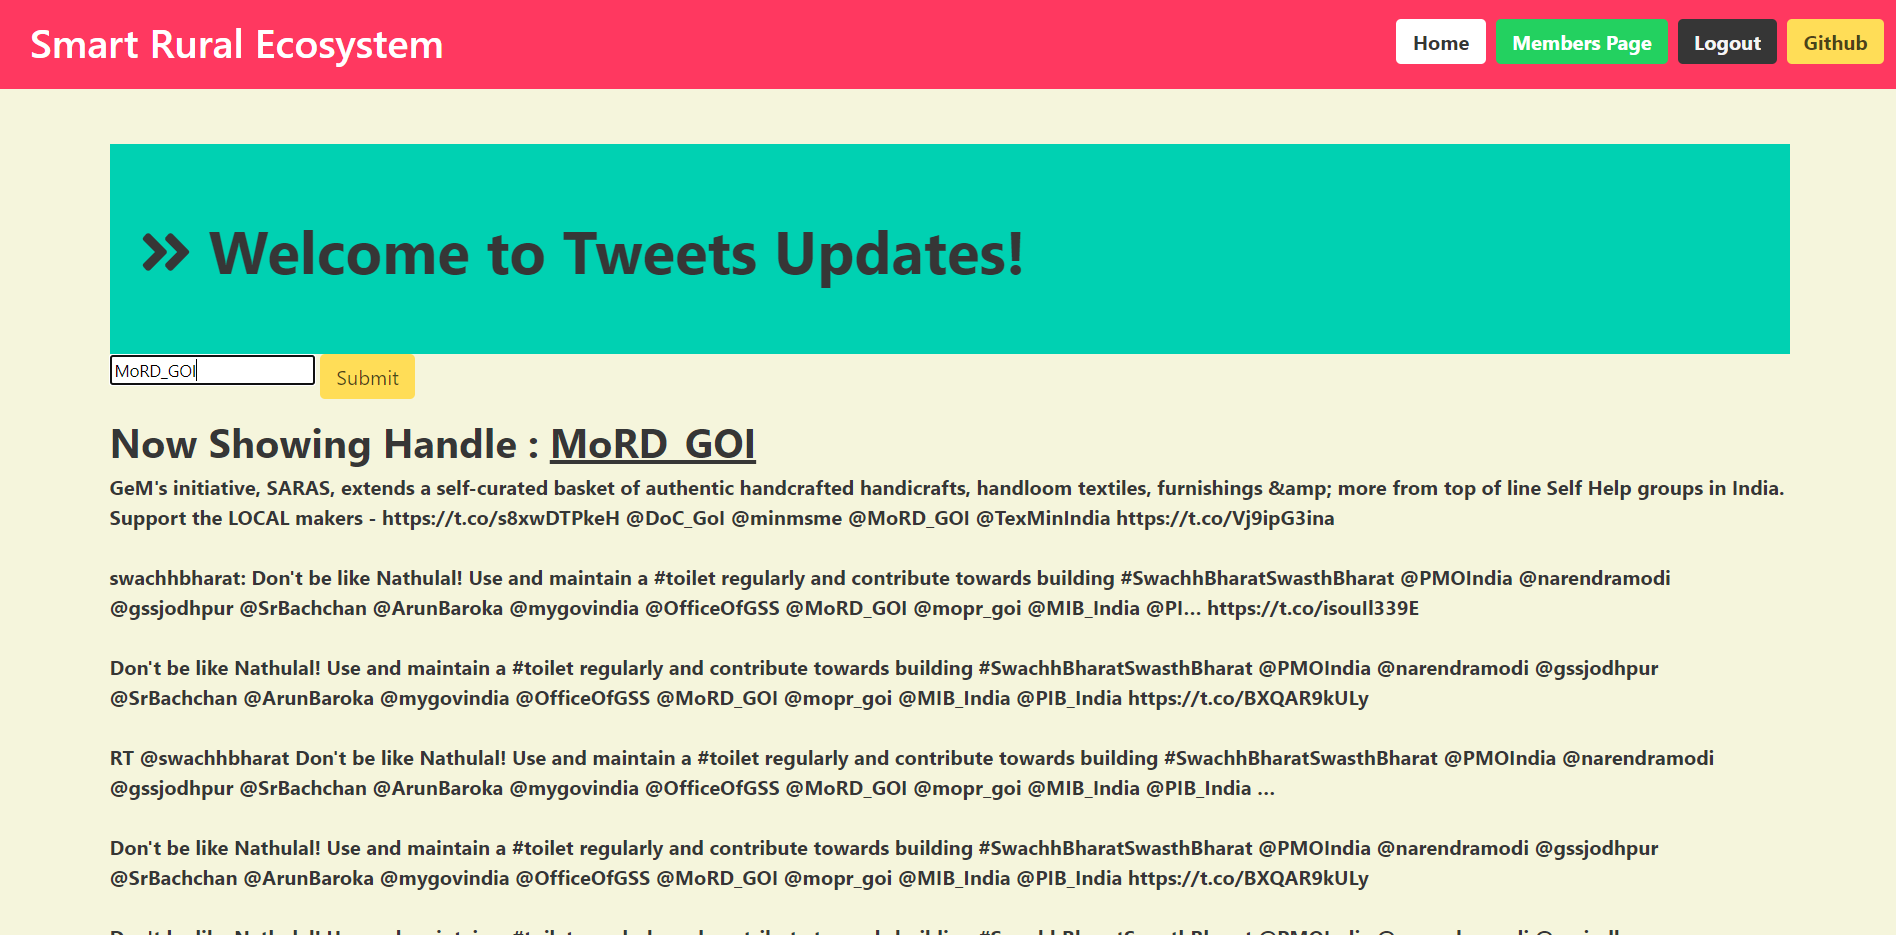 Smart Rural Ecosystem
Home
Members Page
Logout
Github
Welcome to Tweets Updates!
MoRD_GOI
Submit
Now Showing Handle : MoRD_GOI
GeM's initiative, SARAS, extends a self-curated basket of authentic handcrafted handicrafts, handloom textiles, furnishings &amp; more from top of line Self Help groups in India.
Support the LOCAL makers - https://t.co/s8xwDTPkeH @DoC_GoI @minmsme @MoRD_GOI @TexMinIndia https://t.co/Vj9ipG3ina
swachhbharat: Don't be like Nathulal! Use and maintain a #toilet regularly and contribute towards building #SwachhBharatSwasthBharat @PMOIndia @narendramodi
@gssjodhpur @SrBachchan @ArunBaroka @mygovindia @OfficeOfGSS @MoRD_GOI @mopr_goi @MIB_India @PI… https://t.co/isouIl339E
Don't be like Nathulal! Use and maintain a #toilet regularly and contribute towards building #SwachhBharatSwasthBharat @PMOIndia @narendramodi @gssjodhpur
@SrBachchan @ArunBaroka @mygovindia @OfficeOfGSS @MoRD_GOI @mopr_goi @MIB_India @PIB_India https://t.co/BXQAR9kULy
RT @swachhbharat Don't be like Nathulal! Use and maintain a #toilet regularly and contribute towards building #SwachhBharatSwasthBharat @PMOIndia @narendramodi
@gssjodhpur @SrBachchan @ArunBaroka @mygovindia @OfficeOfGSS @MoRD_GOI @mopr_goi @MIB_India @PIB_India …
Don't be like Nathulal! Use and maintain a #toilet regularly and contribute towards building #SwachhBharatSwasthBharat @PMOIndia @narendramodi @gssjodhpur
@SrBachchan @ArunBaroka @mygovindia @OfficeOfGSS @MoRD_GOI @mopr_goi @MIB_India @PIB_India https://t.co/BXQAR9kULy